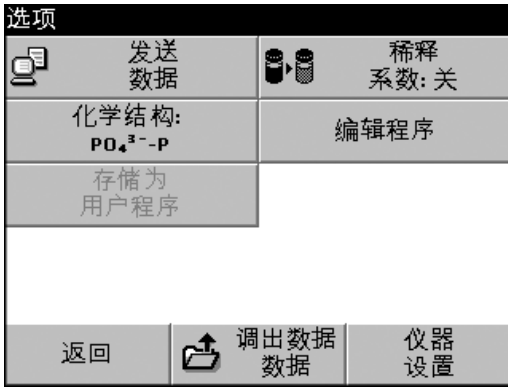 选项
发送
数据
稀释
系数: 关
化学结构:
PO₄³⁻-P
编辑程序
存储为
用户程序
返回
调出数据
数据
仪器
设置